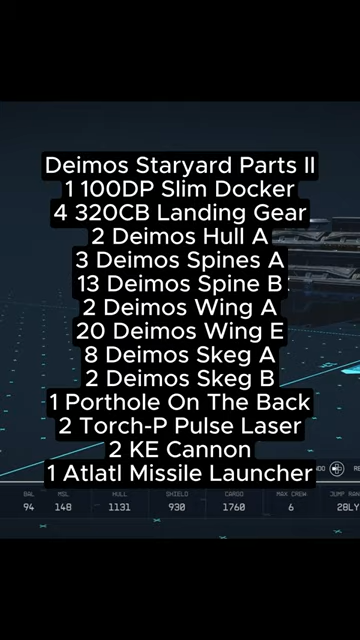 Deimos Staryard Parts II
1 100DP Slim Docker
4 320CB Landing Gear
2 Deimos Hull A
3 Deimos Spines A
13 Deimos Spine B
2 Deimos Wing A
20 Deimos Wing E
8 Deimos Skeg A
2 Deimos Skeg B
1 Porthole On The Back
2 Torch-P Pulse Laser
2 KE Cannon
1 Atlatl Missile Launcher
BAL MSL HULL SHIELD CARGO MAX CREW JUMP RAN
94 148 1131 930 1760 6 28LY